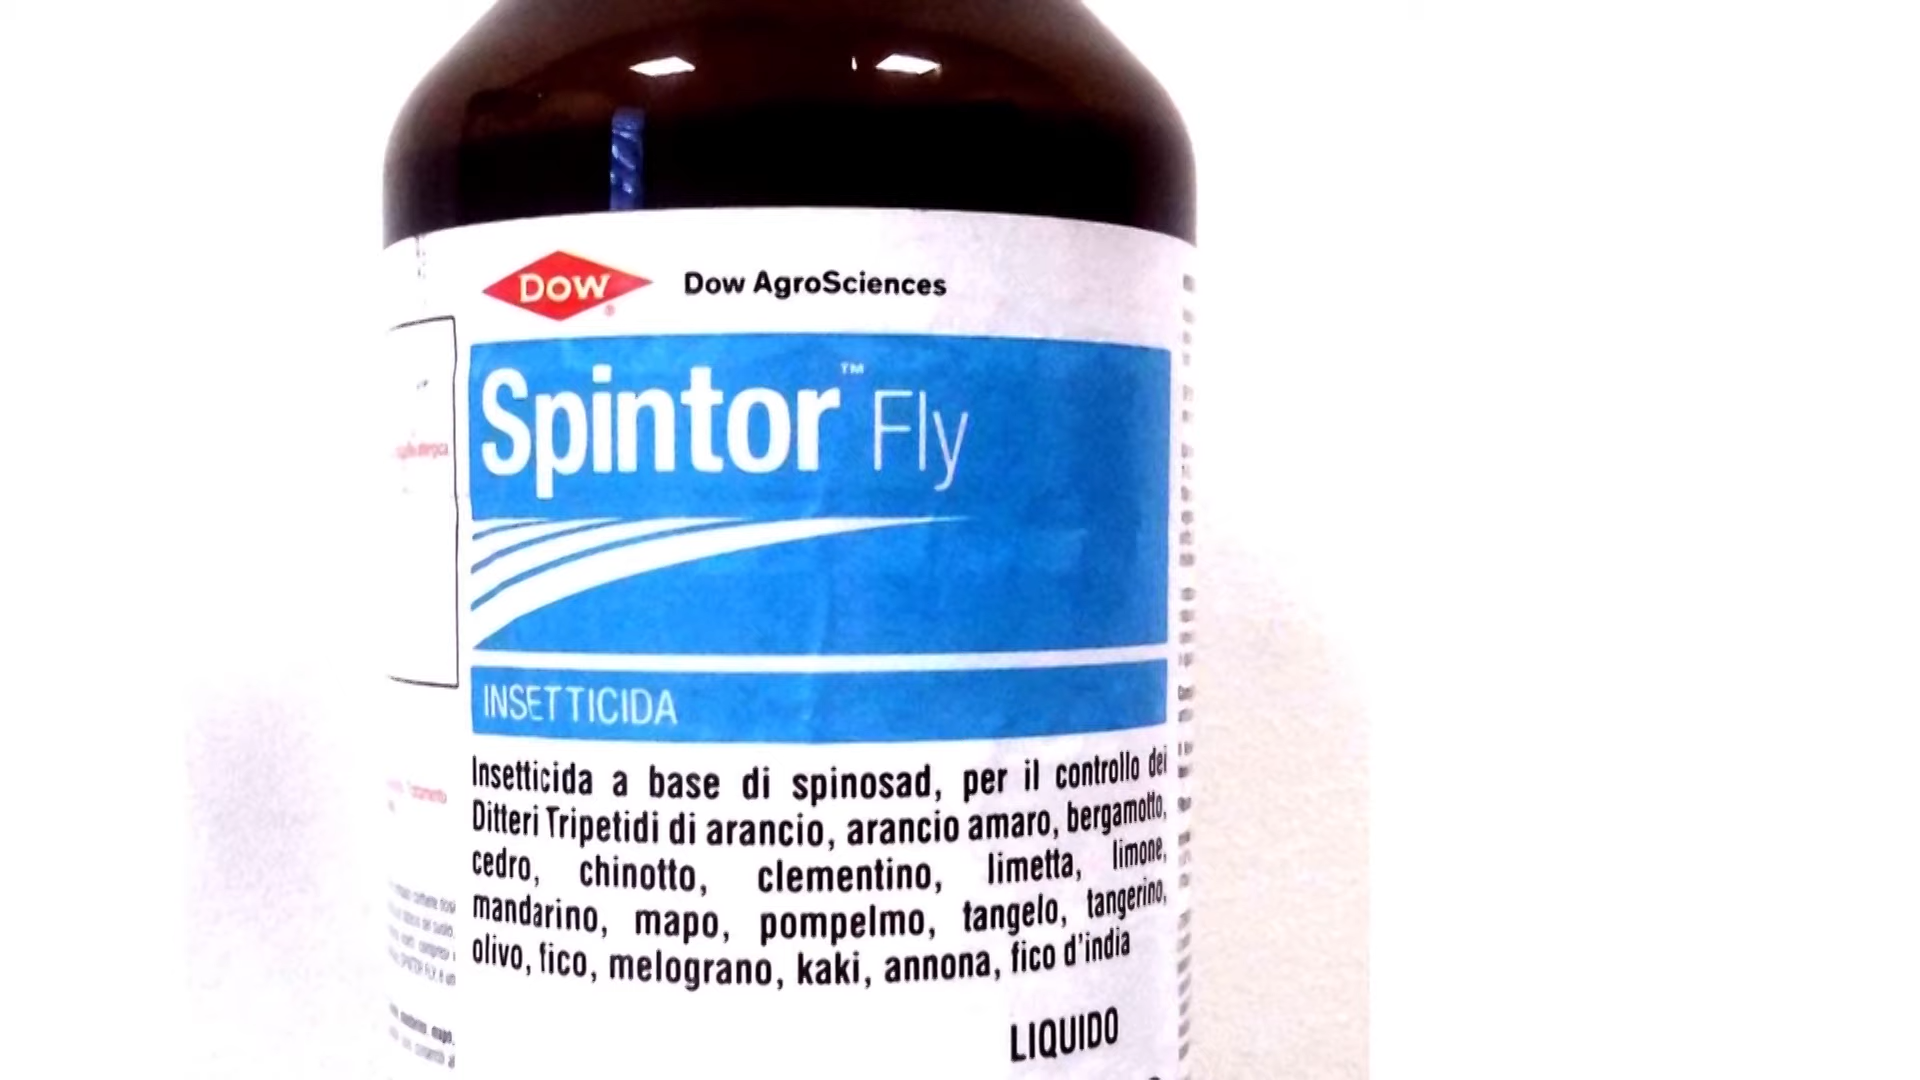 DOW
Dow AgroSciences
Spintor™ Fly
INSETTICIDA
Insetticida a base di spinosad, per il controllo dei
Ditteri Tripetidi di arancio, arancio amaro, bergamotto,
cedro, chinotto, clementino, limetta, limone,
mandarino, mapo, pompelmo, tangelo, tangerino,
olivo, fico, melograno, kaki, annona, fico d'india
LIQUIDO